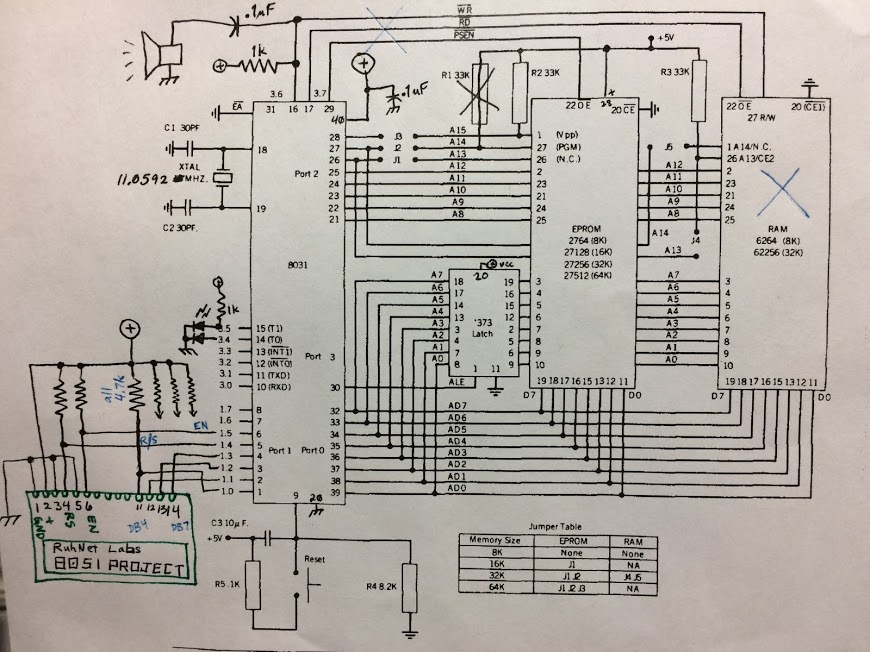 .1µF
WR
RD
PSEN
+5V
1k
+
+
.1µF
R1 33K
R2 33K
R3 33K
3.6
3.7
EA
31
16
17
29
40
22 OE
28
20 CE
22 OE
20 (CE1)
27 R/W
C1 30PF
18
XTAL
11.0592 MHZ.
19
C2 30PF.
Port 2
28
27
26
25
24
23
22
21
J3
J2
J1
A15
A14
A13
A12
A11
A10
A9
A8
1 (Vpp)
27 (PGM)
26 (N.C.)
2
23
21
24
25
J5
A12
A11
A10
A9
A8
A14
A13
J4
1 A14/N.C.
26 A13/CE2
2
23
21
24
25
8031
EPROM
2764 (8K)
27128 (16K)
27256 (32K)
27512 (64K)
RAM
6264 (8K)
62256 (32K)
1k
A7
A6
A5
A4
A3
A2
A1
A0
VCC
20
18
17
14
13
3
4
7
8
'373
Latch
19
16
15
12
2
5
6
9
1
11
ALE
3
4
5
6
7
8
9
10
A7
A6
A5
A4
A3
A2
A1
A0
3
4
5
6
7
8
9
10
3.5 15 (T1)
3.4 14 (T0)
3.3 13 (INT1)
3.2 12 (INT0)
3.1 11 (TXD)
3.0 10 (RXD)
Port 3
30
19 18 17 16 15 13 12 11
D7
D0
19 18 17 16 15 13 12 11
D7
D0
+
all 4.7k
EN
R/S
1.7 8
1.6 7
1.5 6
1.4 5
1.3 4
1.2 3
1.1 2
1.0 1
Port 1
Port 0
32
33
34
35
36
37
38
39
AD7
AD6
AD5
AD4
AD3
AD2
AD1
AD0
9
20
1 2 3 4 5 6
11 12 13 14
GND
+
RS
EN
DB4
DB7
RuhNet Labs
8051 PROJECT
C3 10µF.
+5V
R5.1K
Reset
R4 8.2K
Jumper Table
Memory Size EPROM RAM
8K None None
16K J1 NA
32K J1 J2 J4 J5
64K J1 J2 J3 NA